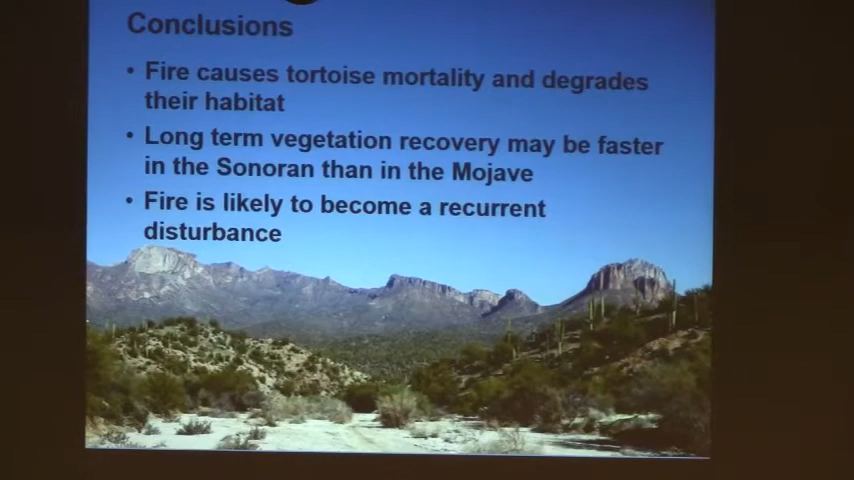 Conclusions
• Fire causes tortoise mortality and degrades
their habitat
• Long term vegetation recovery may be faster
in the Sonoran than in the Mojave
• Fire is likely to become a recurrent
disturbance